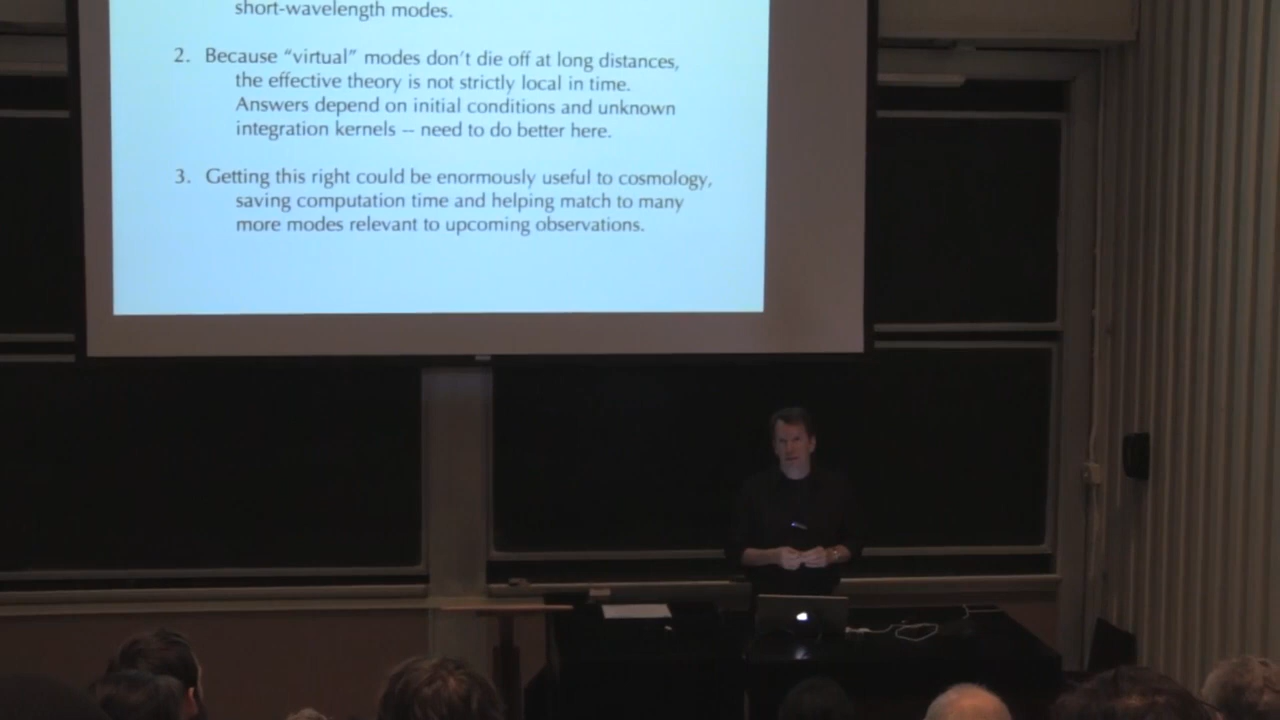 short-wavelength modes.
2. Because “virtual” modes don’t die off at long distances,
the effective theory is not strictly local in time.
Answers depend on initial conditions and unknown
integration kernels – need to do better here.
3. Getting this right could be enormously useful to cosmology,
saving computation time and helping match to many
more modes relevant to upcoming observations.